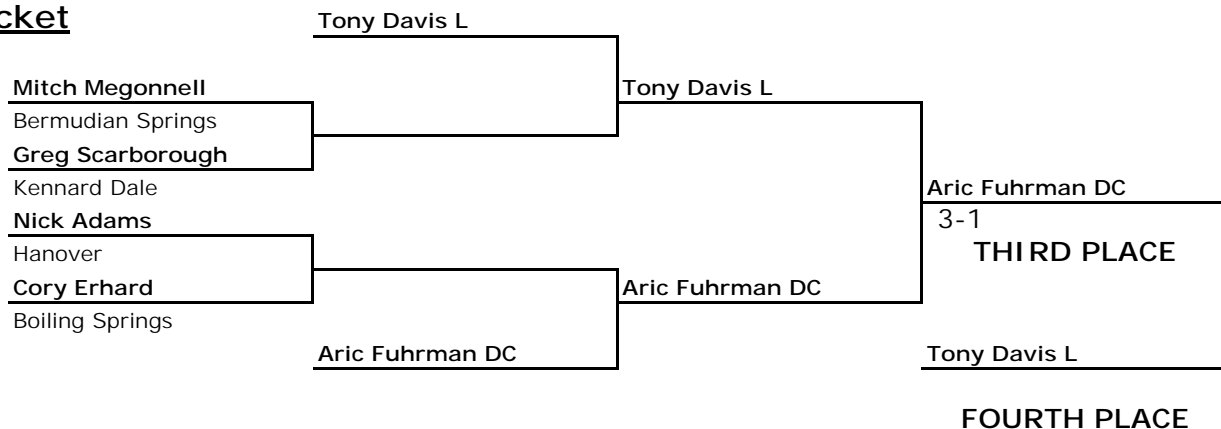 Tony Davis L
Mitch Megonnell
Tony Davis L
Bermudian Springs
Greg Scarborough
Kennard Dale
Aric Fuhrman DC
Nick Adams
3-1
Hanover
THIRD PLACE
Cory Erhard
Aric Fuhrman DC
Boiling Springs
Aric Fuhrman DC
Tony Davis L
FOURTH PLACE